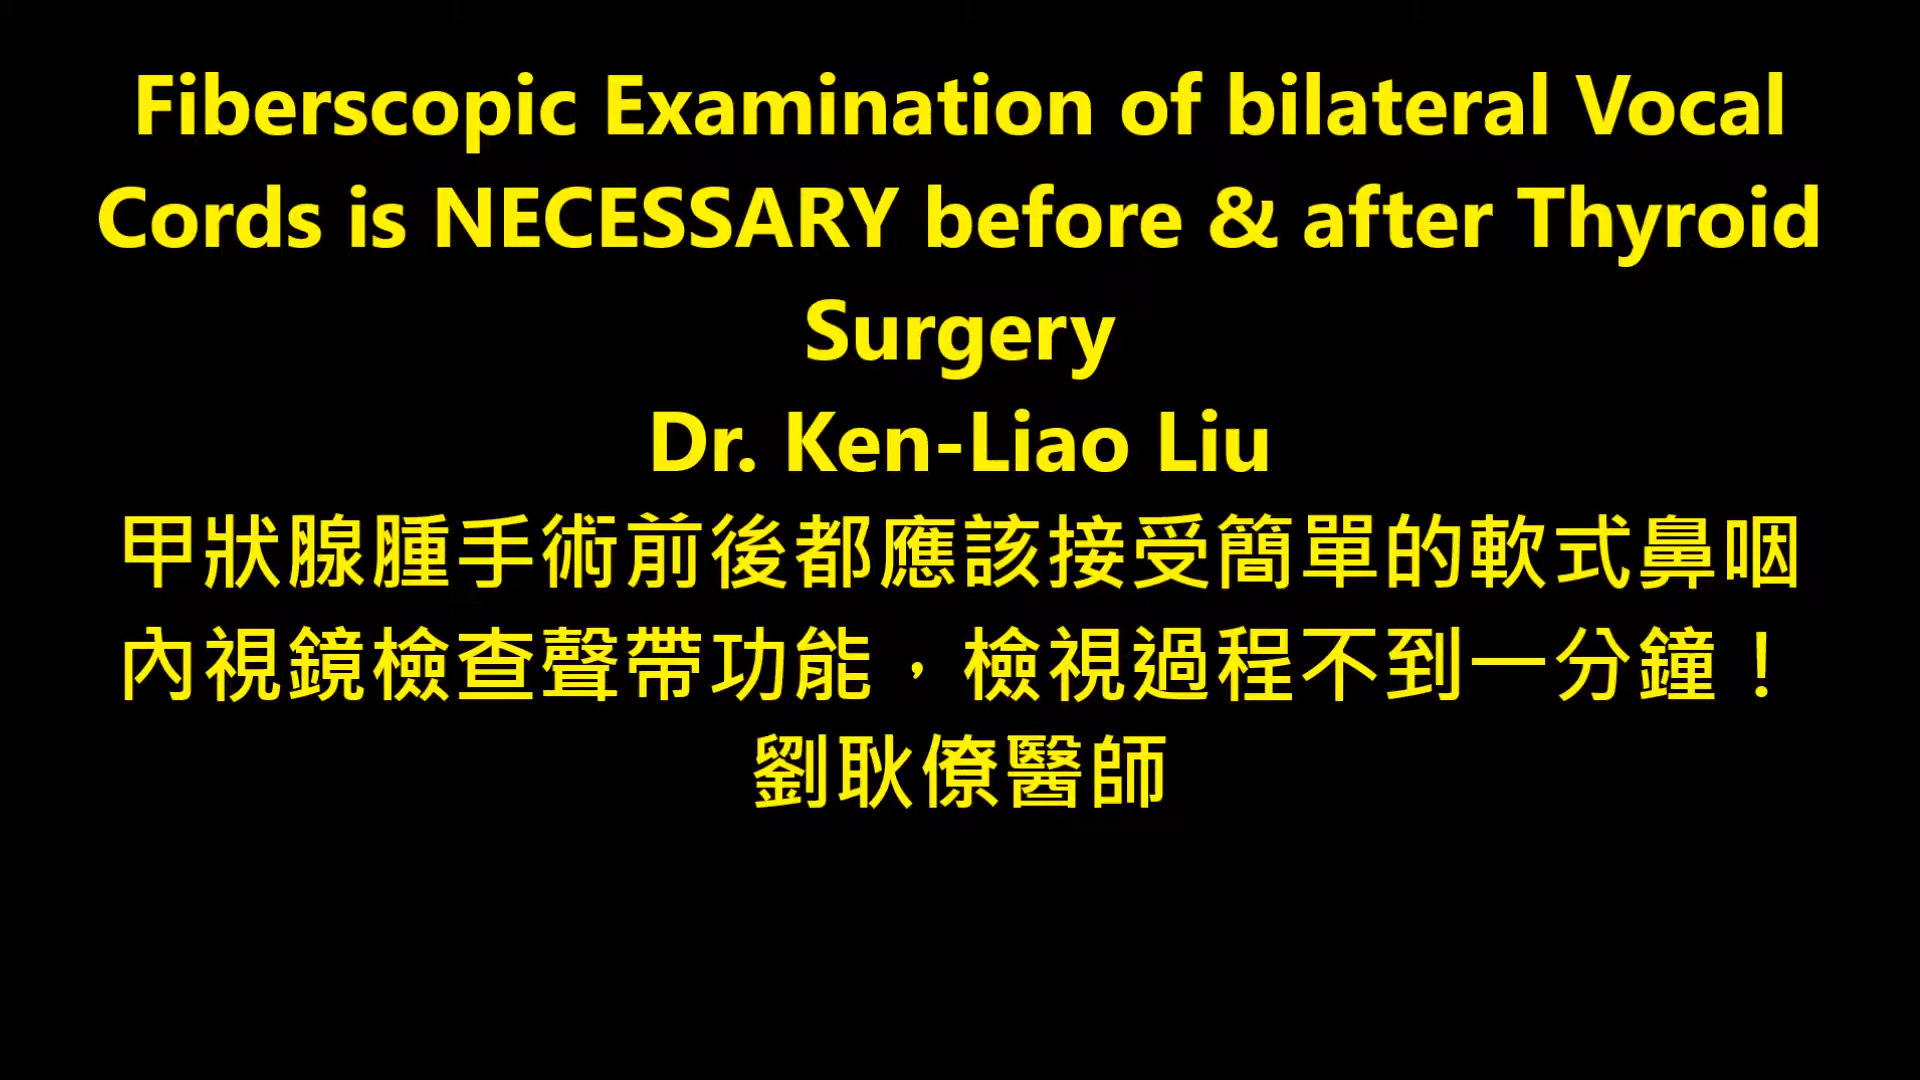 Fiberscopic Examination of bilateral Vocal
Cords is NECESSARY before & after Thyroid
Surgery
Dr. Ken-Liao Liu
甲狀腺腫手術前後都應該接受簡單的軟式鼻咽
內視鏡檢查聲帶功能，檢視過程不到一分鐘！
劉耿僚醫師